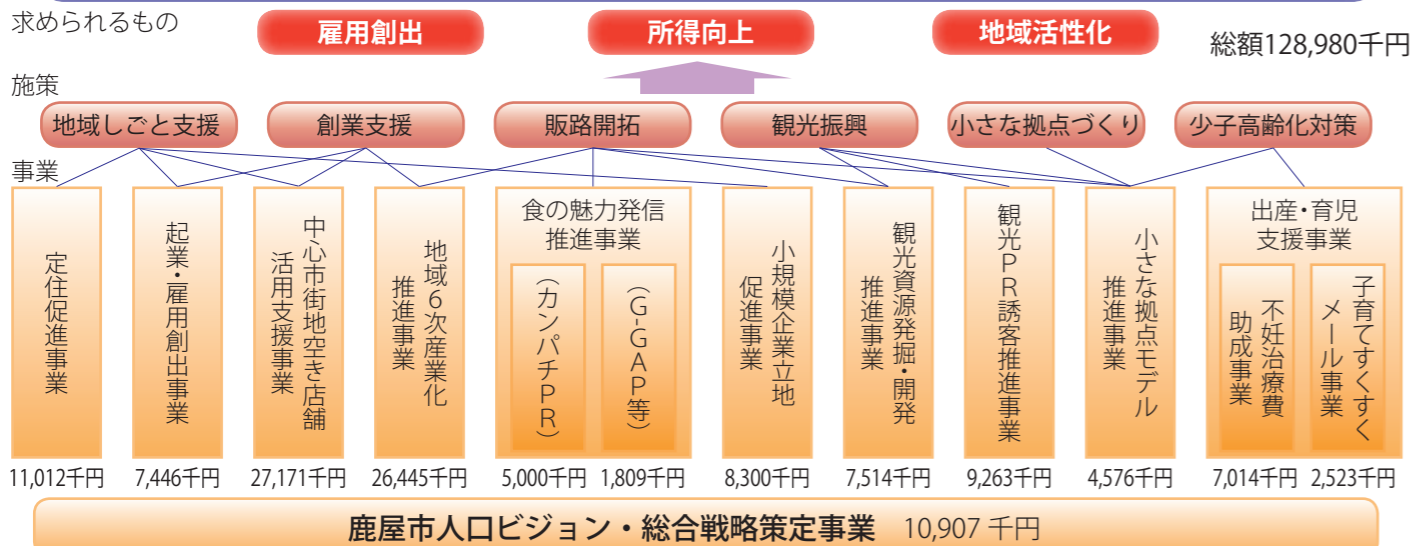 求められるもの
雇用創出
所得向上
地域活性化
総額128,980千円
施策
地域しごと支援
創業支援
販路開拓
観光振興
小さな拠点づくり
少子高齢化対策
事業
定住促進事業
起業・雇用創出事業
中心市街地空き店舗
活用支援事業
地域6次産業化
推進事業
食の魅力発信
推進事業
(カンパチPR)
(G-GAP等)
小規模企業立地
促進事業
観光資源発掘・開発
推進事業
観光PR誘客推進事業
小さな拠点モデル
推進事業
出産・育児
支援事業
不妊治療費
助成事業
子育てすくすく
メール事業
11,012千円
7,446千円
27,171千円
26,445千円
5,000千円
1,809千円
8,300千円
7,514千円
9,263千円
4,576千円
7,014千円
2,523千円
鹿屋市人口ビジョン・総合戦略策定事業 10,907 千円